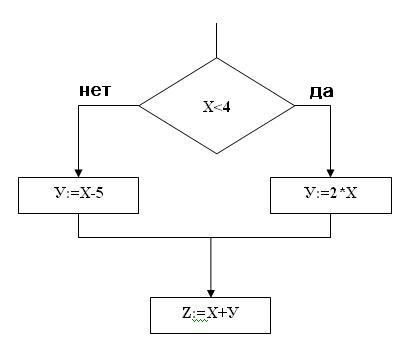 нет
да
X<4
У:=X-5
У:=2*X
Z:=X+У